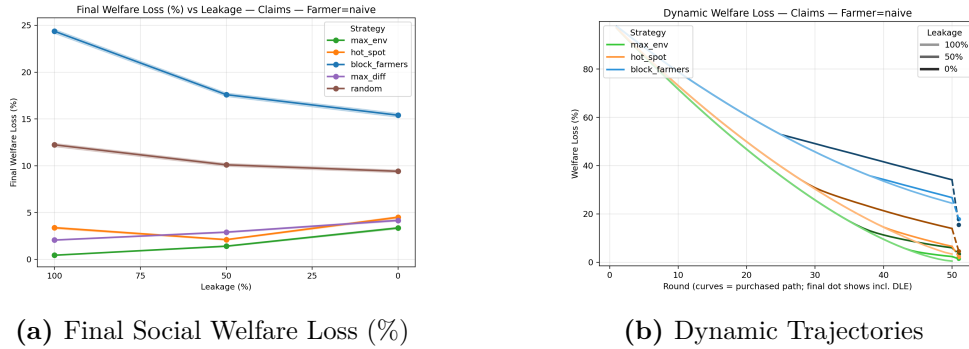 Final Welfare Loss (%) vs Leakage — Claims — Farmer=naive
25
20
15
10
5
0
Final Welfare Loss (%)
Strategy
max_env
hot_spot
block_farmers
max_diff
random
100
75
50
25
0
Leakage (%)
(a) Final Social Welfare Loss (%)
Dynamic Welfare Loss — Claims — Farmer=naive
80
60
40
20
0
Welfare Loss (%)
Strategy
max_env
hot_spot
block_farmers
Leakage
100%
50%
0%
0
10
20
30
40
50
Round (curves = purchased path; final dot shows incl. DLE)
(b) Dynamic Trajectories